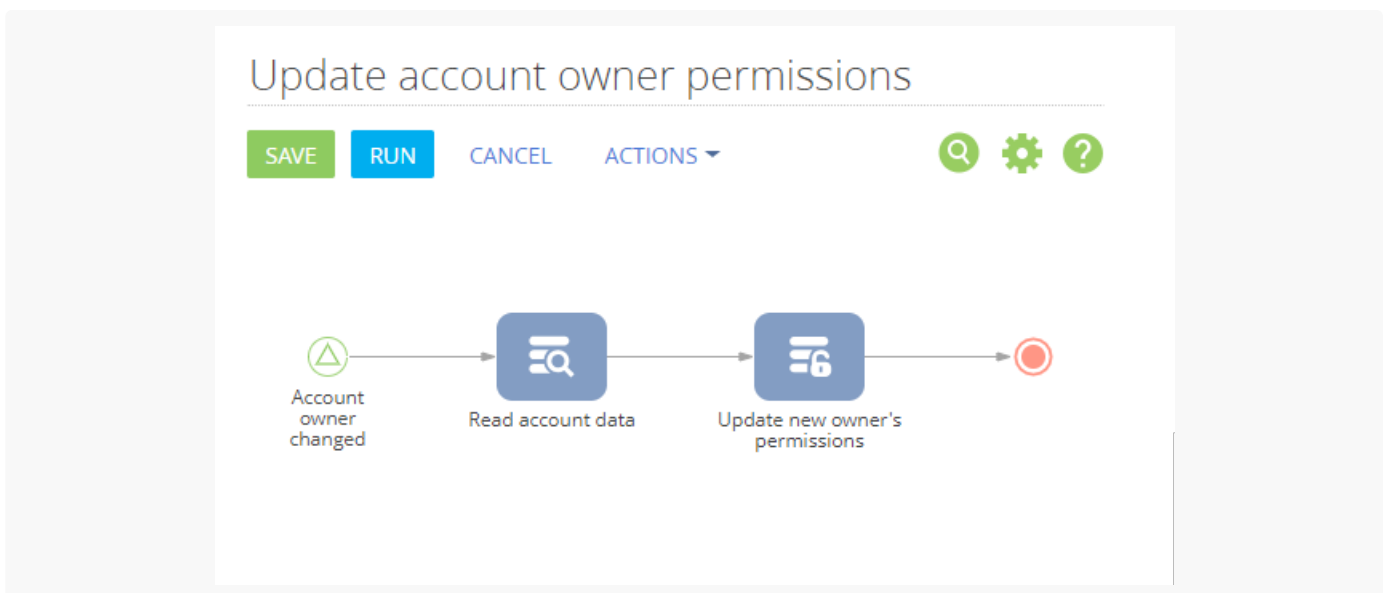 Update account owner permissions
SAVE RUN CANCEL ACTIONS
Account
owner
changed
Read account data
Update new owner's
permissions